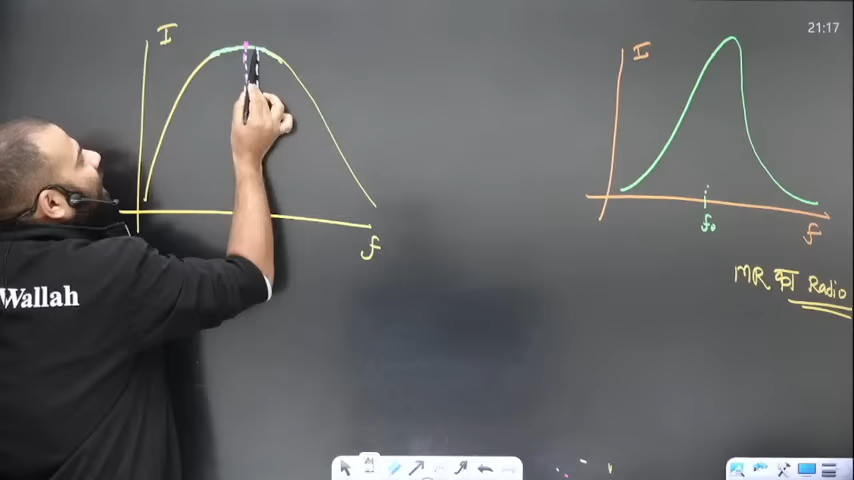 I
I
21:17
f₀
f
f
MR का Radio
Wallah